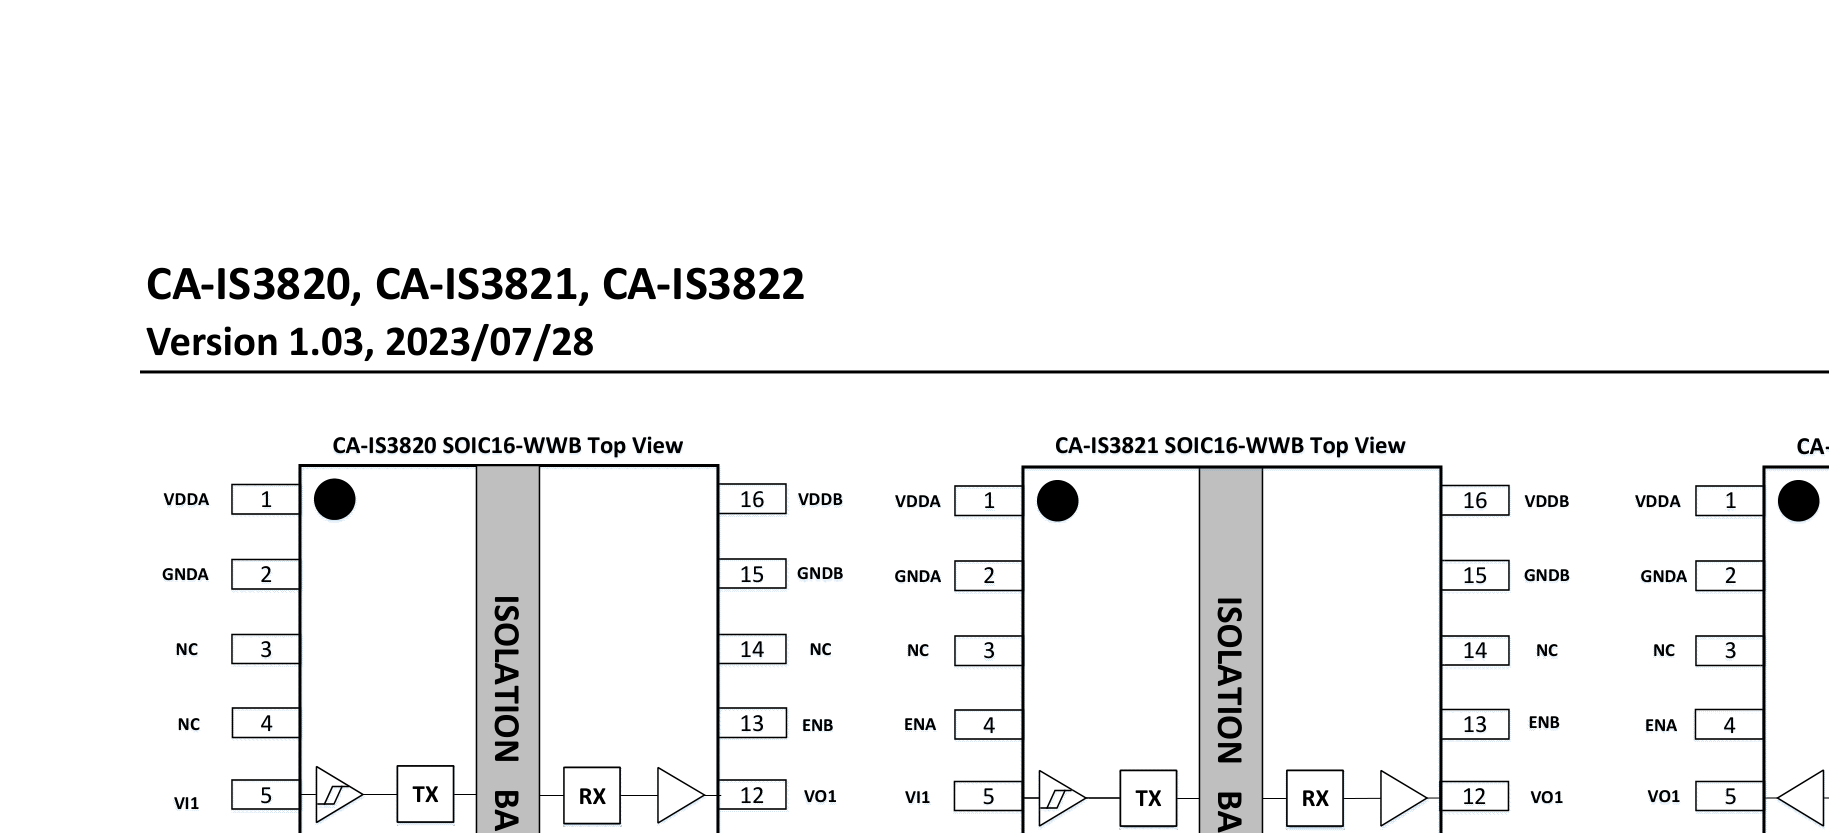 CA-IS3820, CA-IS3821, CA-IS3822
Version 1.03, 2023/07/28
CA-IS3820 SOIC16-WWB Top View
VDDA 1 16 VDDB
GNDA 2 15 GNDB
NC 3 14 NC
NC 4 13 ENB
VI1 5 TX RX 12 VO1
ISOLATION BA
CA-IS3821 SOIC16-WWB Top View
VDDA 1 16 VDDB
GNDA 2 15 GNDB
NC 3 14 NC
ENA 4 13 ENB
VI1 5 TX RX 12 VO1
ISOLATION BA
CA-
VDDA 1
GNDA 2
NC 3
ENA 4
VO1 5